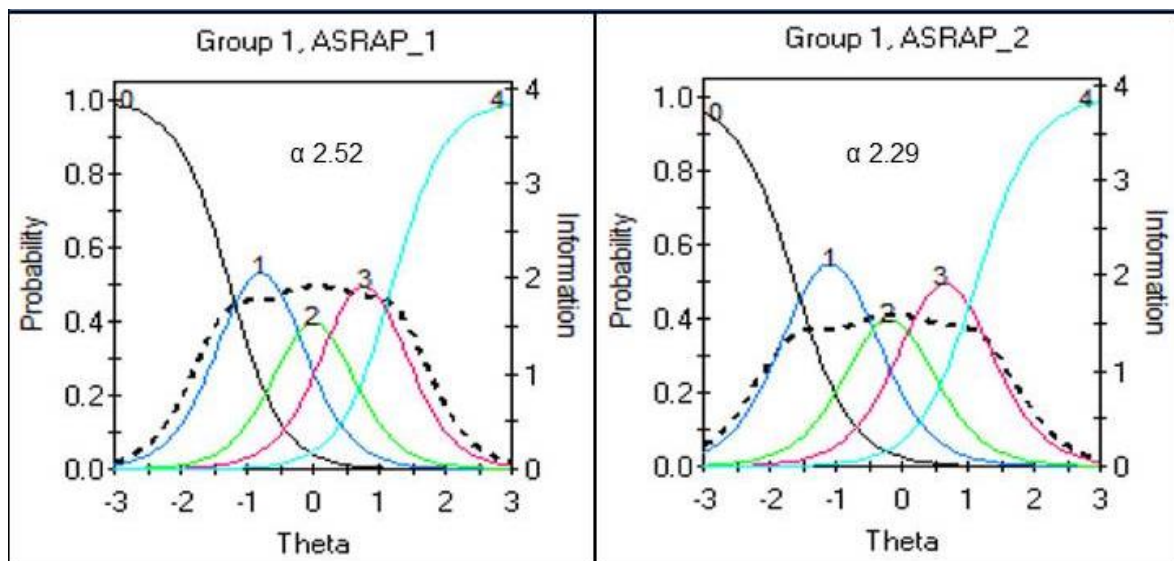 Group 1, ASRAP_1
α 2.52
Probability
1.0
0.8
0.6
0.4
0.2
0.0
0
1
2
3
4
4
3
2
1
0
Information
-3 -2 -1 0 1 2 3
Theta
Group 1, ASRAP_2
α 2.29
Probability
1.0
0.8
0.6
0.4
0.2
0.0
0
1
2
3
4
4
3
2
1
0
Information
-3 -2 -1 0 1 2 3
Theta